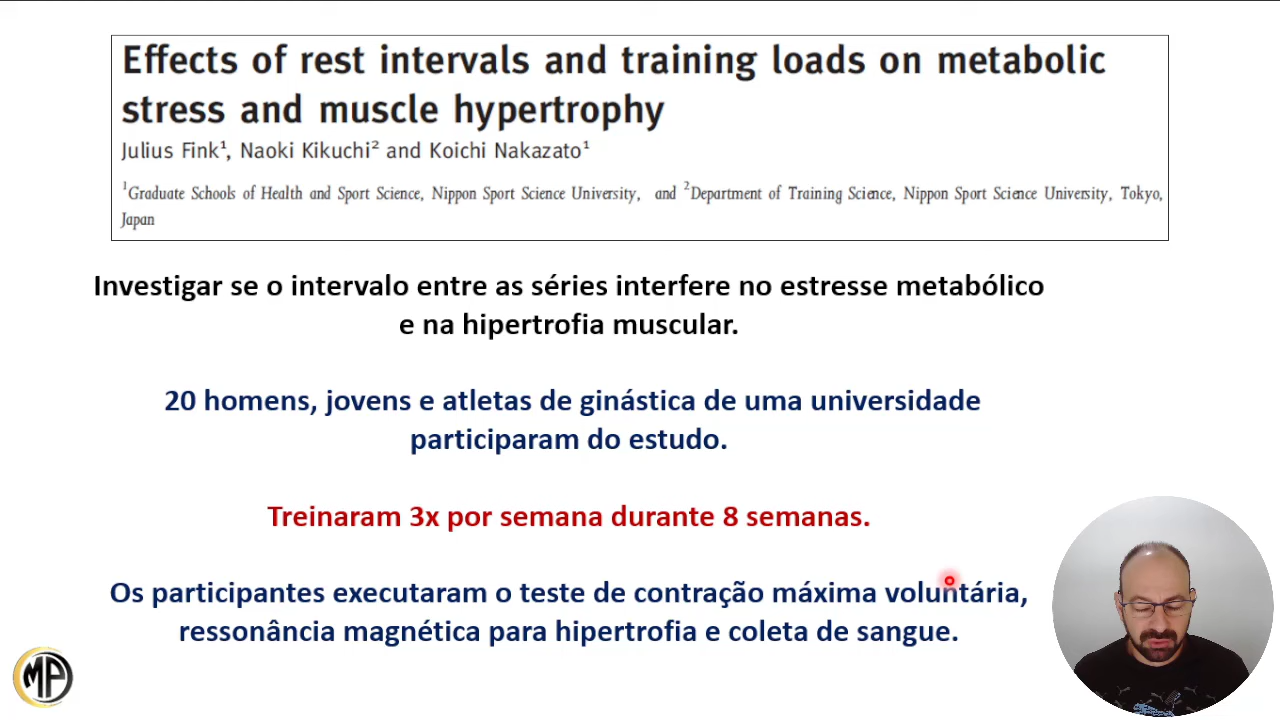 Effects of rest intervals and training loads on metabolic
stress and muscle hypertrophy
Julius Fink¹, Naoki Kikuchi² and Koichi Nakazato¹
¹Graduate Schools of Health and Sport Science, Nippon Sport Science University, and ²Department of Training Science, Nippon Sport Science University, Tokyo,
Japan
Investigar se o intervalo entre as séries interfere no estresse metabólico
e na hipertrofia muscular.
20 homens, jovens e atletas de ginástica de uma universidade
participaram do estudo.
Treinaram 3x por semana durante 8 semanas.
Os participantes executaram o teste de contração máxima voluntária,
ressonância magnética para hipertrofia e coleta de sangue.
MP